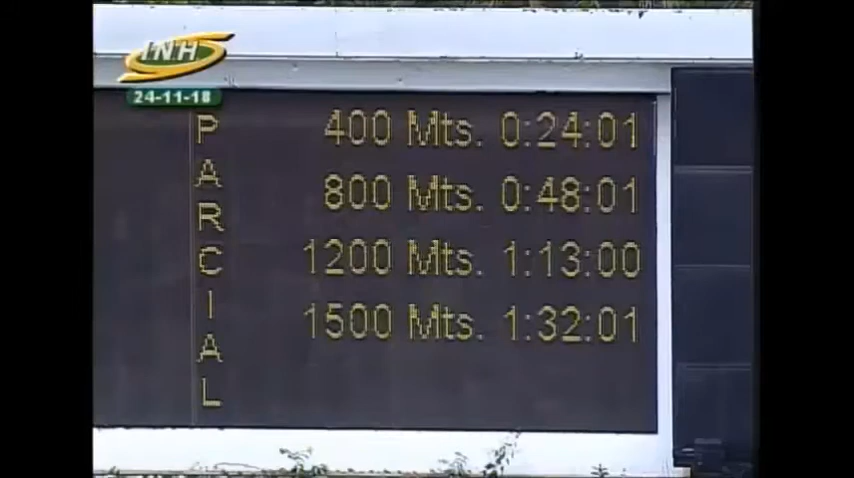 INH
24-11-18
PARCIAL
400 Mts. 0:24:01
800 Mts. 0:48:01
1200 Mts. 1:13:00
1500 Mts. 1:32:01